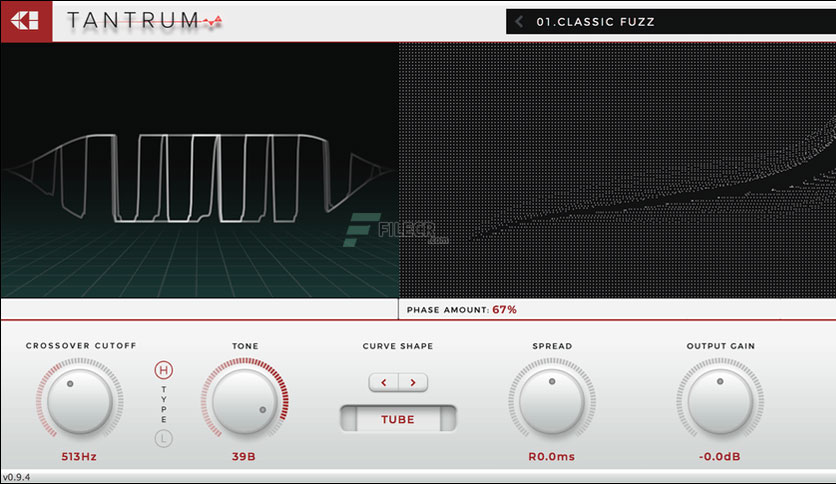 TANTRUM
01.CLASSIC FUZZ
FILECR
.com
PHASE AMOUNT: 67%
CROSSOVER CUTOFF
TONE
CURVE SHAPE
SPREAD
OUTPUT GAIN
H
TYPE
L
TUBE
513Hz
39B
R0.0ms
-0.0dB
v0.9.4